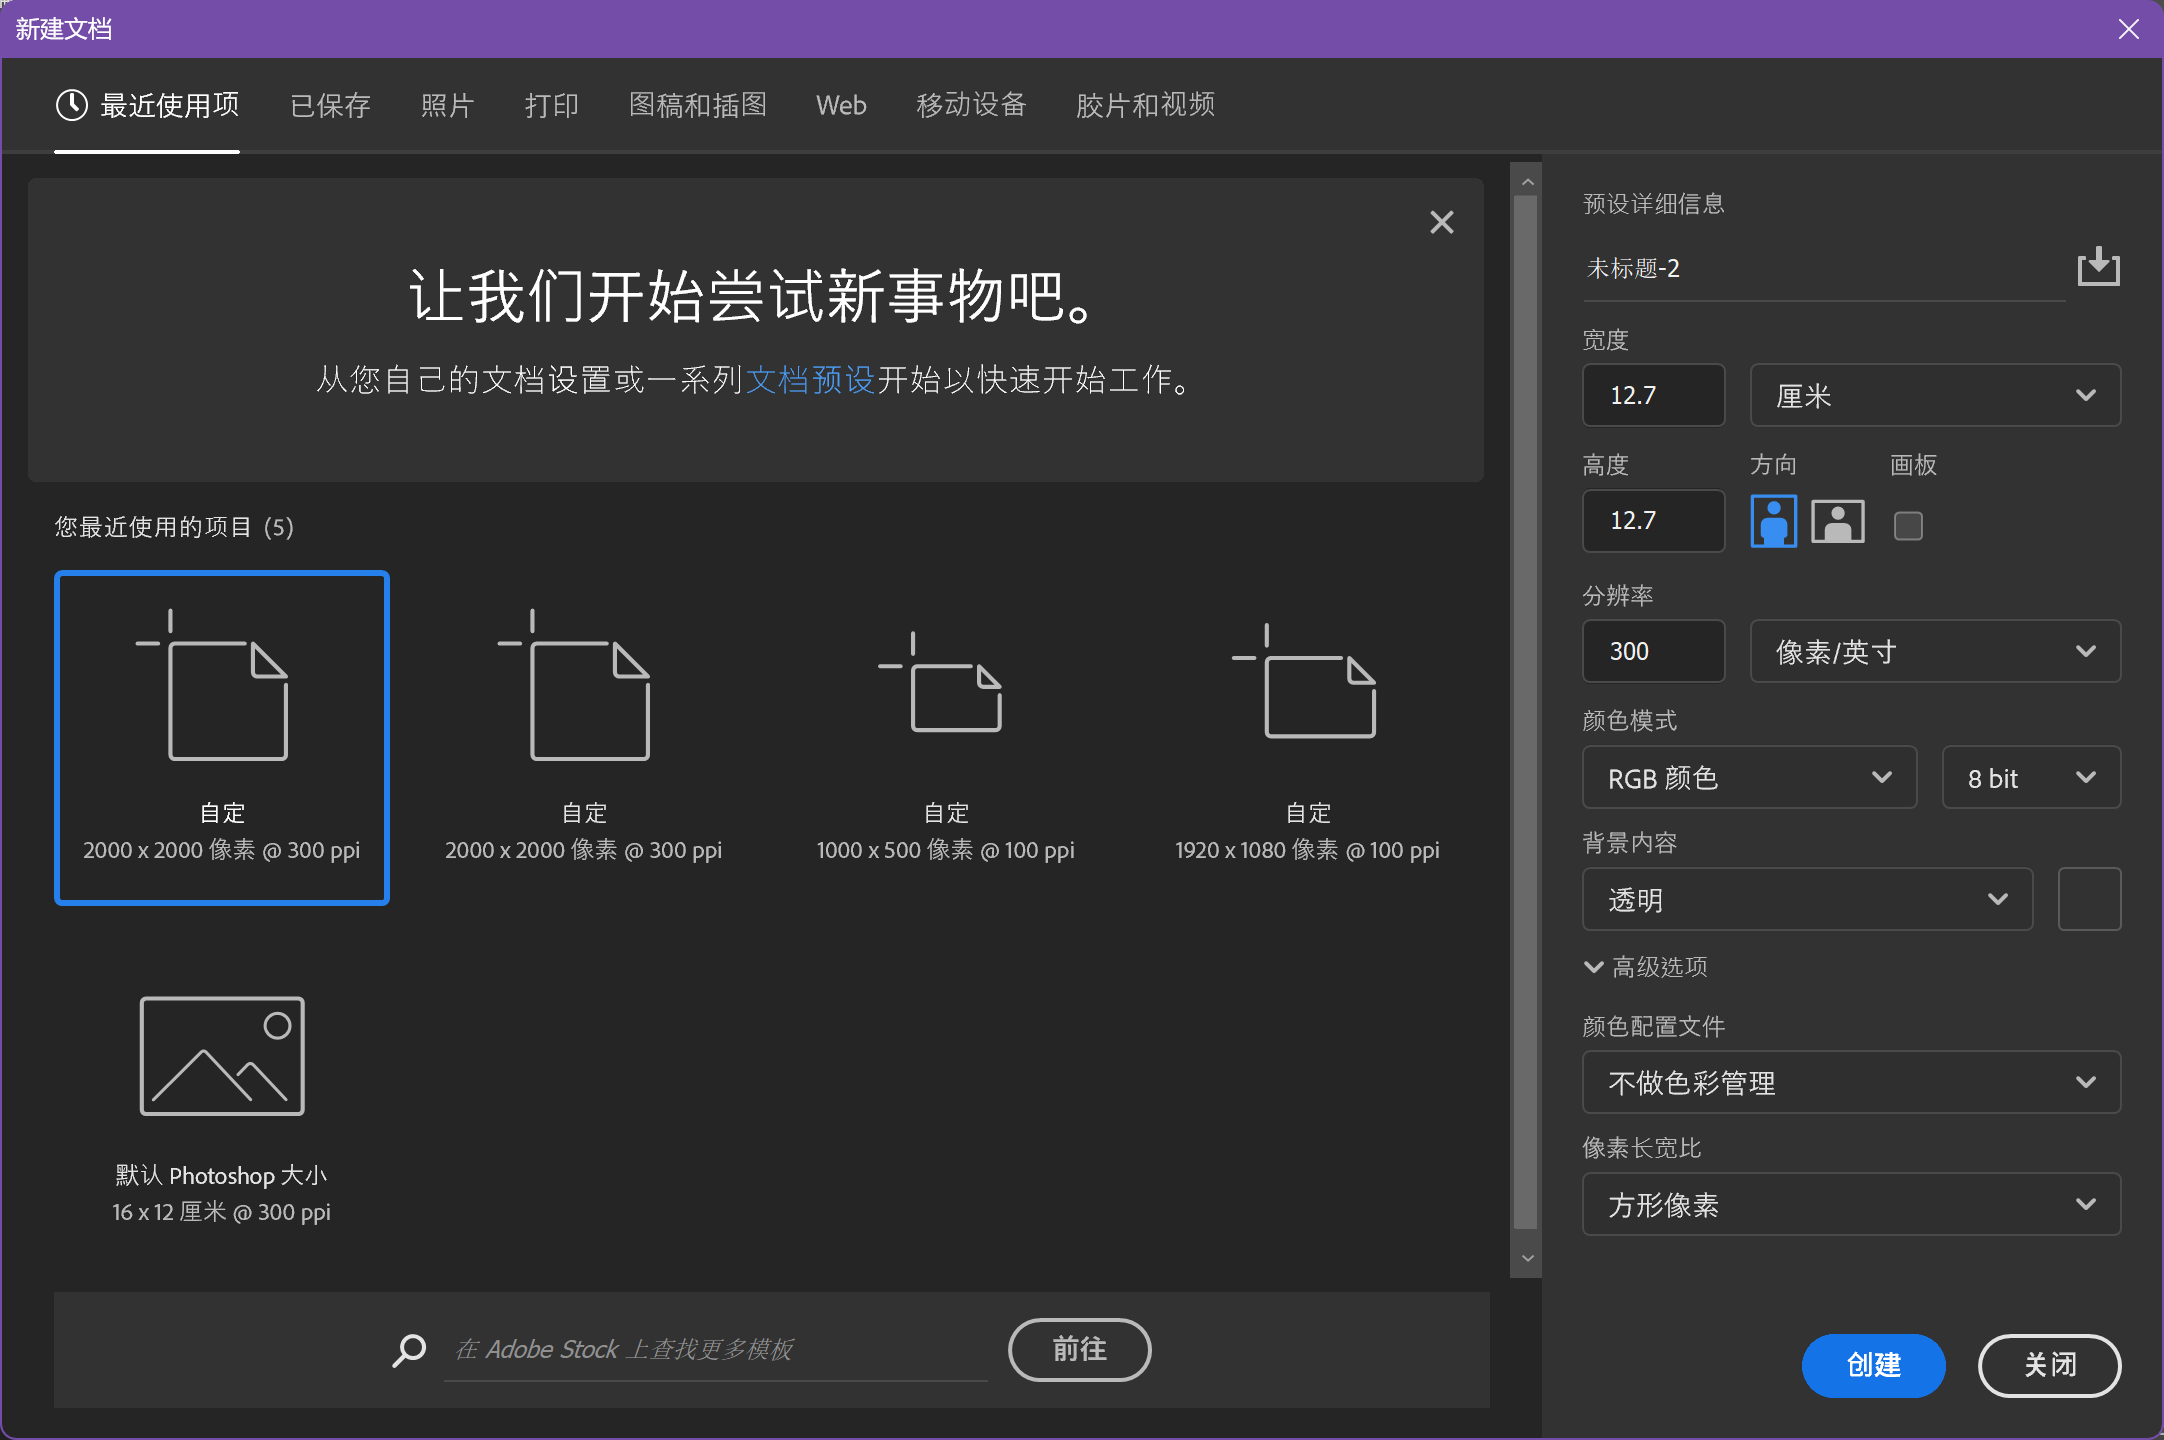 新建文档
最近使用项 已保存 照片 打印 图稿和插图 Web 移动设备 胶片和视频
让我们开始尝试新事物吧。
从您自己的文档设置或一系列文档预设开始以快速开始工作。
您最近使用的项目 (5)
自定
2000 x 2000 像素 @ 300 ppi
自定
2000 x 2000 像素 @ 300 ppi
自定
1000 x 500 像素 @ 100 ppi
自定
1920 x 1080 像素 @ 100 ppi
默认 Photoshop 大小
16 x 12 厘米 @ 300 ppi
在 Adobe Stock 上查找更多模板
前往
预设详细信息
未标题-2
宽度
12.7 厘米
高度 方向 画板
12.7
分辨率
300 像素/英寸
颜色模式
RGB 颜色 8 bit
背景内容
透明
高级选项
颜色配置文件
不做色彩管理
像素长宽比
方形像素
创建 关闭